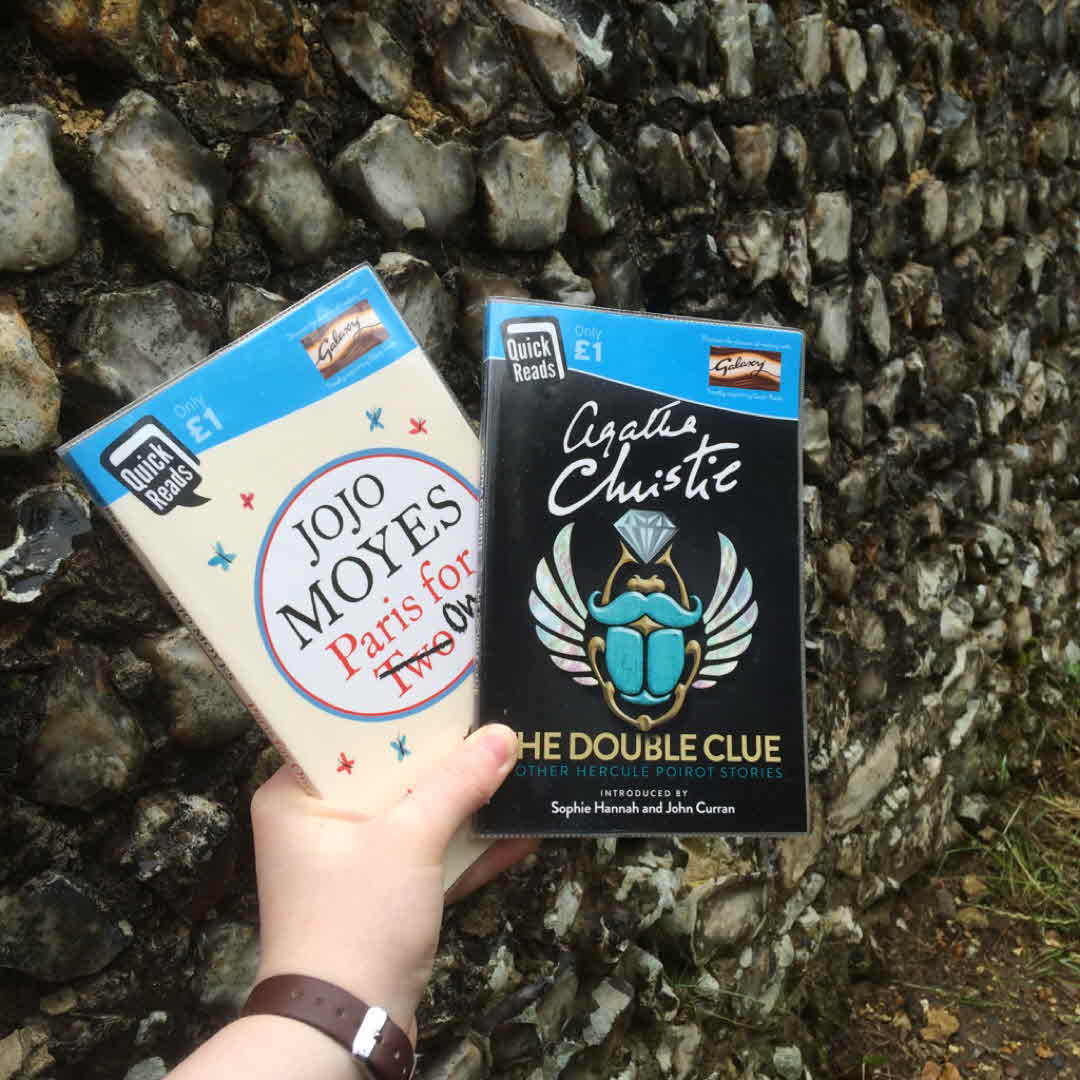 Only
£1
Galaxy
Quick
Reads
JOJO
MOYES
Paris for
Two On
Quick
Reads
Only
£1
Galaxy
Agatha
Christie
HE DOUBLE CLUE
OTHER HERCULE POIROT STORIES
INTRODUCED BY
Sophie Hannah and John Curran